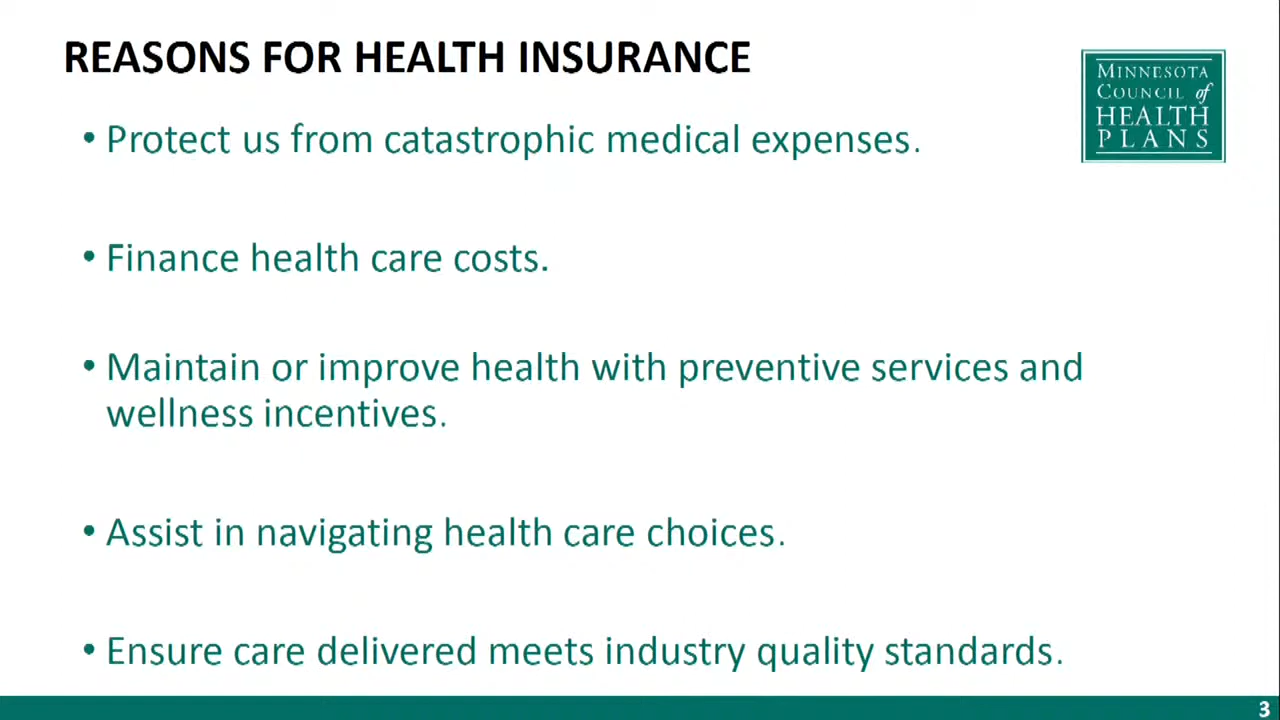 REASONS FOR HEALTH INSURANCE
MINNESOTA
COUNCIL of
HEALTH
PLANS
• Protect us from catastrophic medical expenses.
• Finance health care costs.
• Maintain or improve health with preventive services and
wellness incentives.
• Assist in navigating health care choices.
• Ensure care delivered meets industry quality standards.
3